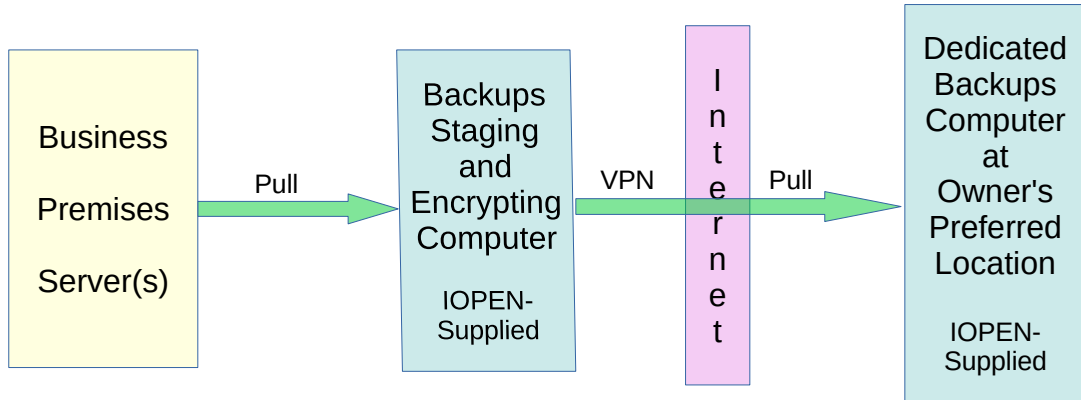 Business
Premises
Server(s)
Pull
Backups
Staging
and
Encrypting
Computer
IOPEN-
Supplied
VPN
Internet
Pull
Dedicated
Backups
Computer
at
Owner's
Preferred
Location
IOPEN-
Supplied